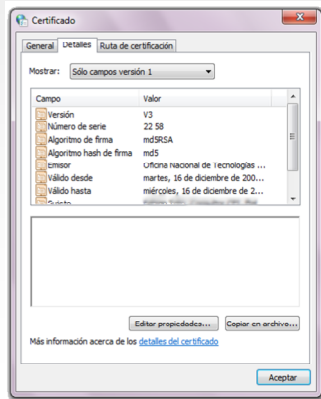 Certificado
General Detalles Ruta de certificación
Mostrar: Sólo campos versión 1
Campo Valor
Versión V3
Número de serie 22 58
Algoritmo de firma md5RSA
Algoritmo hash de firma md5
Emisor Oficina Nacional de Tecnologías ...
Válido desde martes, 16 de diciembre de 200...
Válido hasta miércoles, 16 de diciembre de 2...
Editar propiedades... Copiar en archivo...
Más información acerca de los detalles del certificado
Aceptar